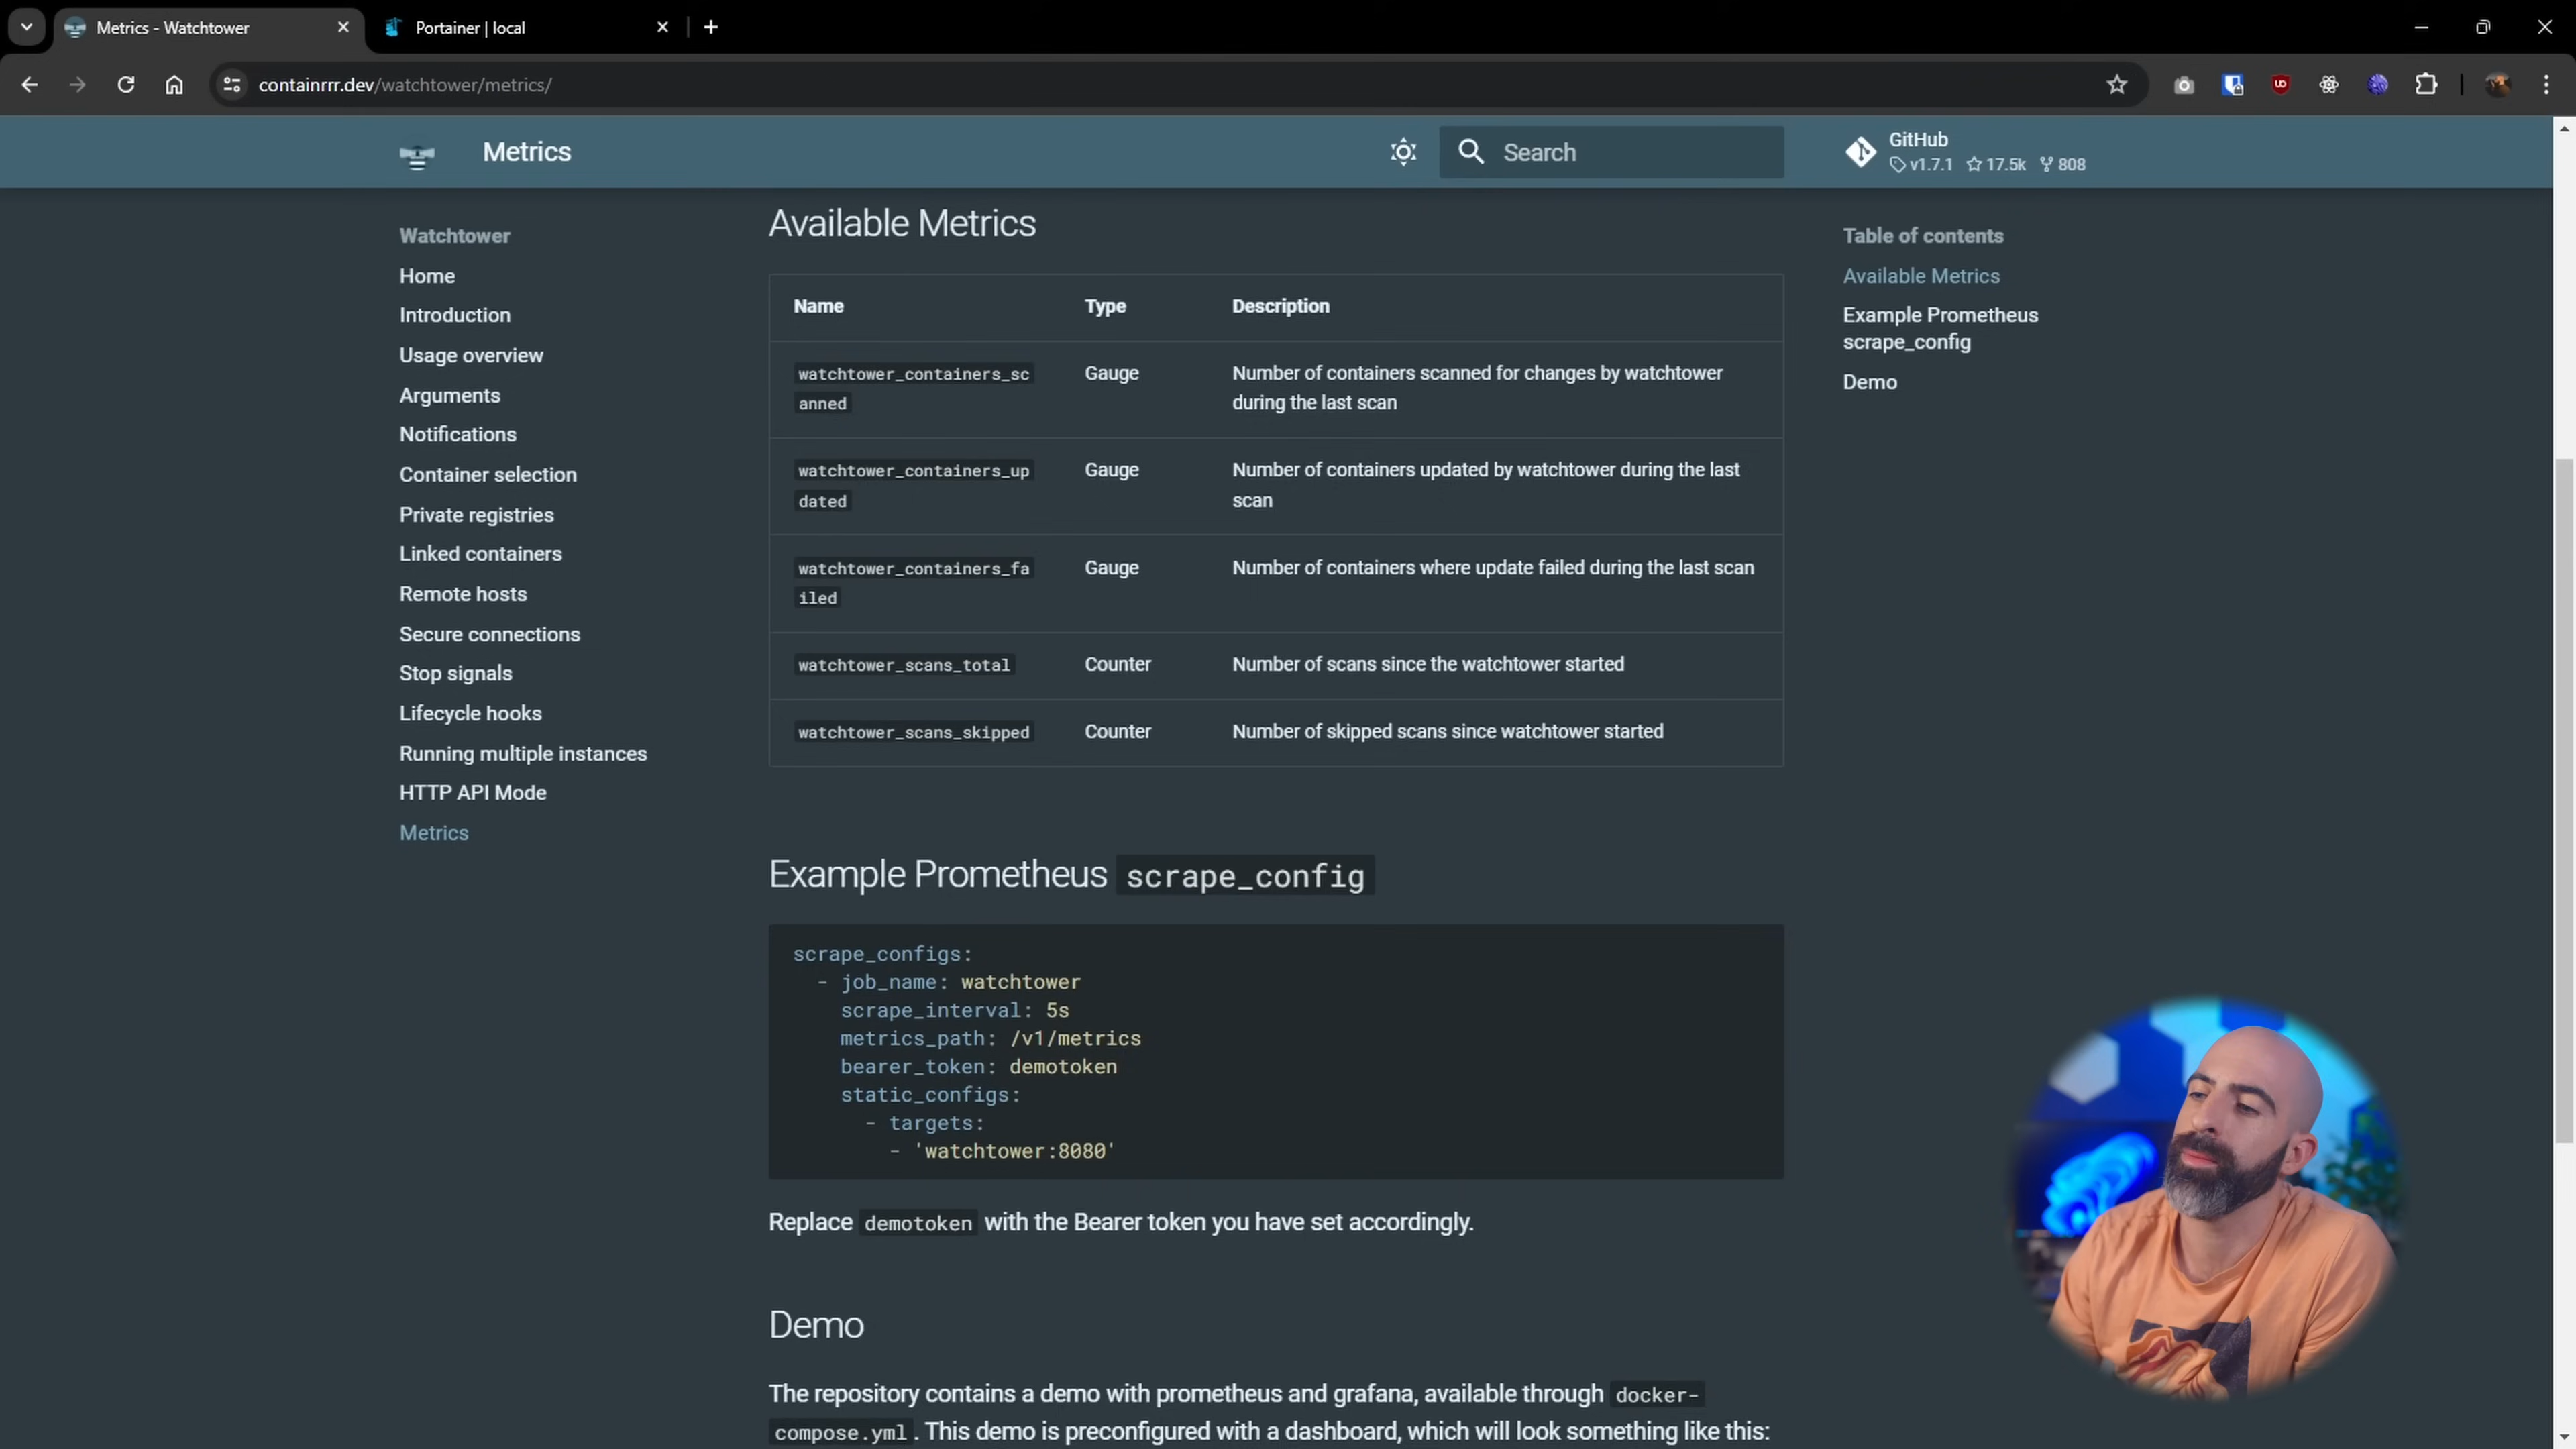 Metrics - Watchtower
Portainer | local
containrrr.dev/watchtower/metrics/
Metrics
Search
GitHub
v1.7.1 17.5k 808
Watchtower
Home
Introduction
Usage overview
Arguments
Notifications
Container selection
Private registries
Linked containers
Remote hosts
Secure connections
Stop signals
Lifecycle hooks
Running multiple instances
HTTP API Mode
Metrics
Available Metrics
Name Type Description
watchtower_containers_sc Gauge Number of containers scanned for changes by watchtower
anned during the last scan
watchtower_containers_up Gauge Number of containers updated by watchtower during the last
dated scan
watchtower_containers_fa Gauge Number of containers where update failed during the last scan
iled
watchtower_scans_total Counter Number of scans since the watchtower started
watchtower_scans_skipped Counter Number of skipped scans since watchtower started
Example Prometheus scrape_config
scrape_configs:
- job_name: watchtower
scrape_interval: 5s
metrics_path: /v1/metrics
bearer_token: demotoken
static_configs:
- targets:
- 'watchtower:8080'
Replace demotoken with the Bearer token you have set accordingly.
Demo
The repository contains a demo with prometheus and grafana, available through docker-
compose.yml. This demo is preconfigured with a dashboard, which will look something like this:
Table of contents
Available Metrics
Example Prometheus
scrape_config
Demo